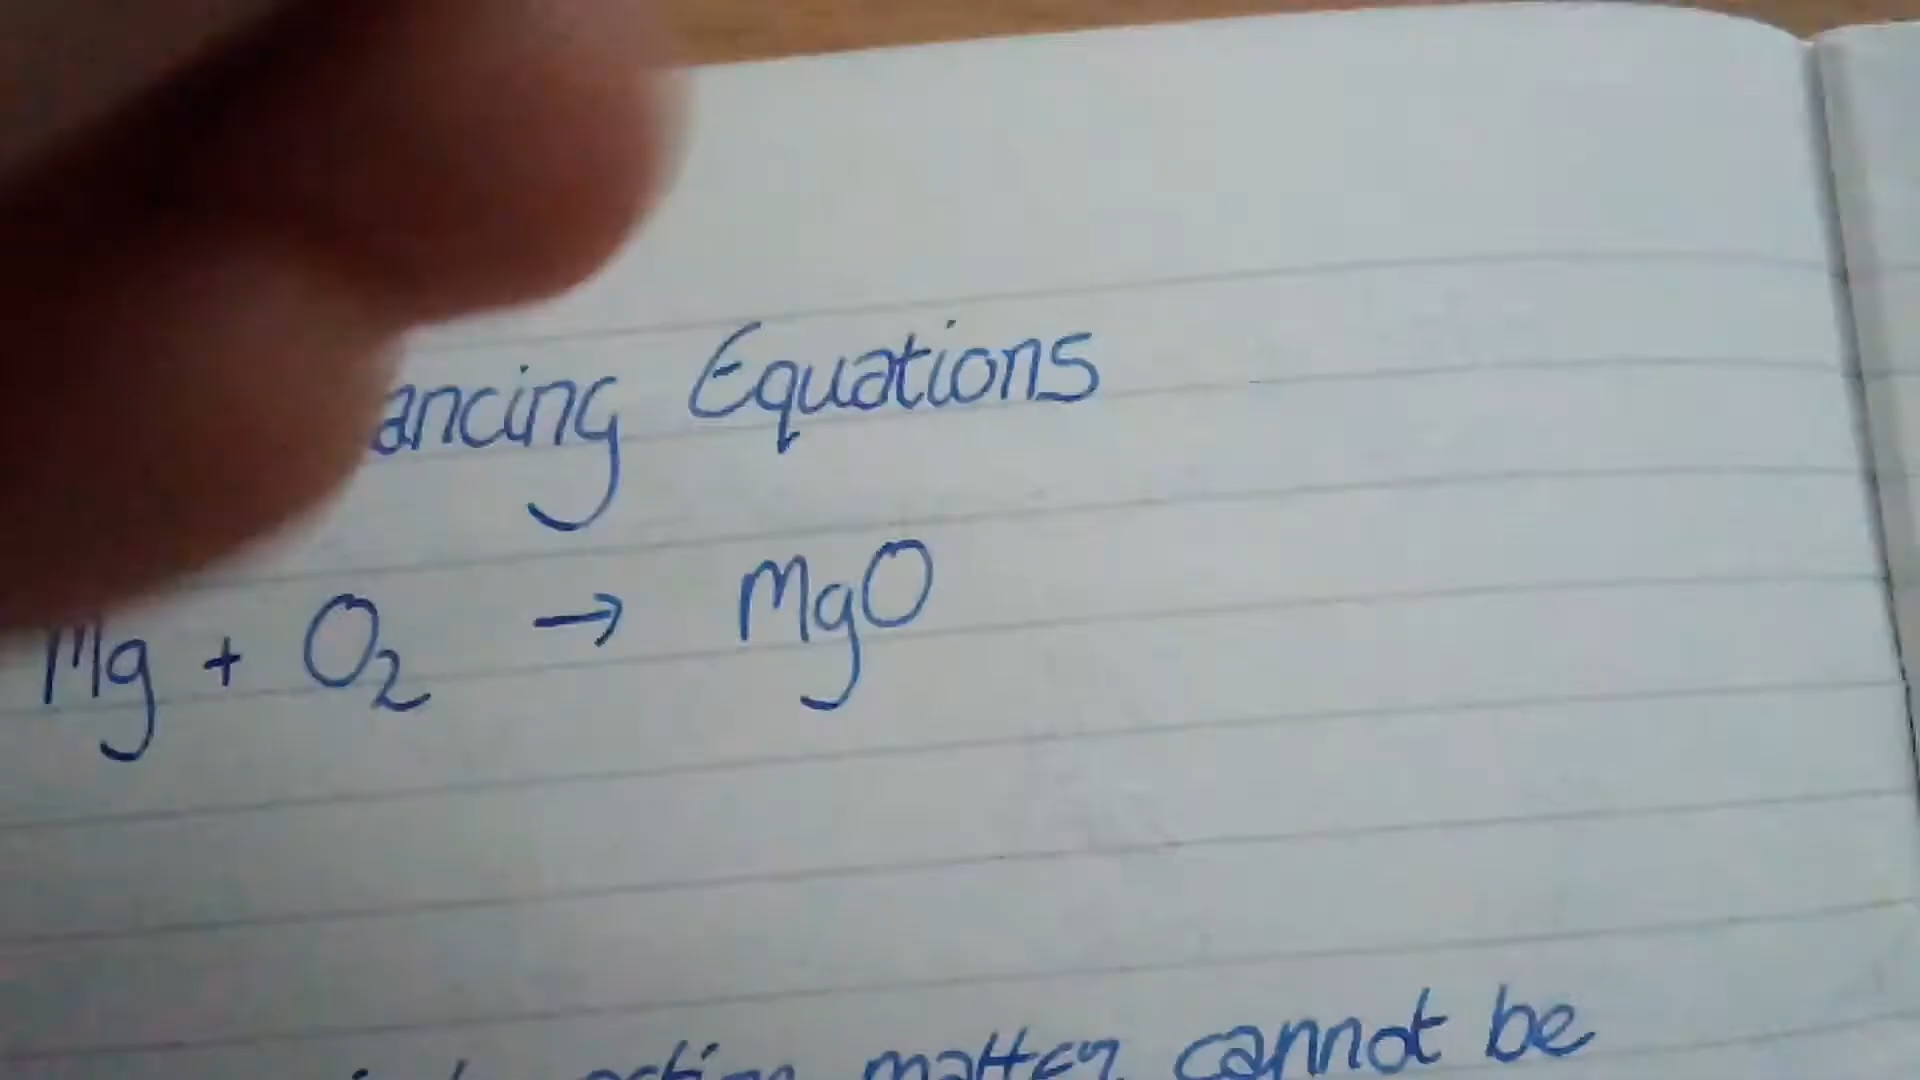 ancing Equations
Mg + O₂ → MgO
matter cannot be